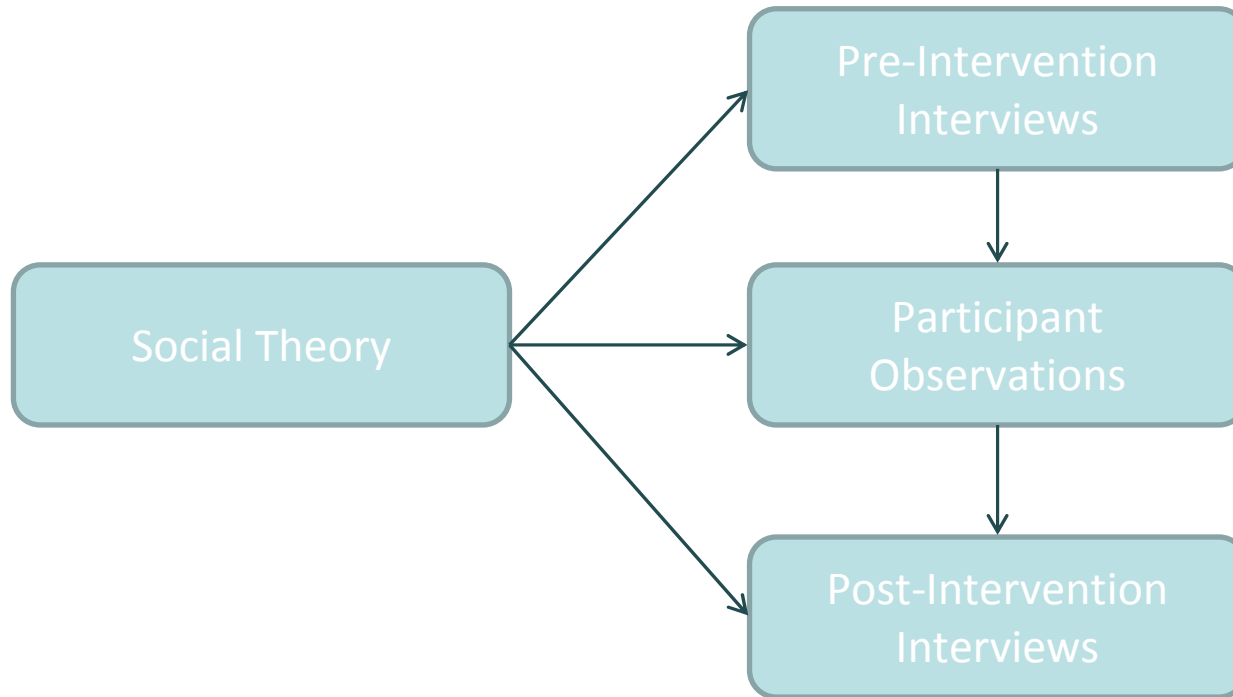 Pre-Intervention
Interviews
Social Theory
Participant
Observations
Post-Intervention
Interviews